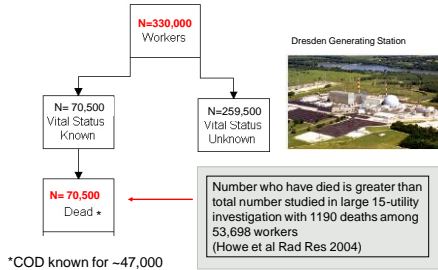 N=330,000
Workers
Dresden Generating Station
N= 70,500
Vital Status
Known
N=259,500
Vital Status
Unknown
N= 70,500
Dead *
Number who have died is greater than
total number studied in large 15-utility
investigation with 1190 deaths among
53,698 workers
(Howe et al Rad Res 2004)
*COD known for ~47,000